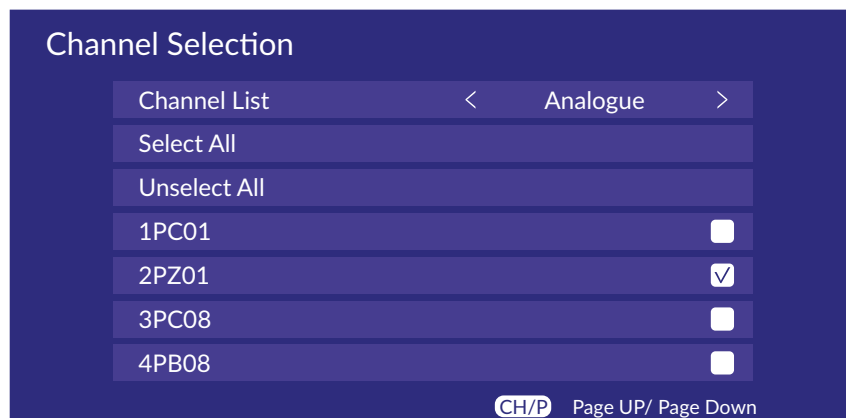 Channel Selection
Channel List < Analogue >
Select All
Unselect All
1PC01
2PZ01
3PC08
4PB08
CH/P Page UP/ Page Down